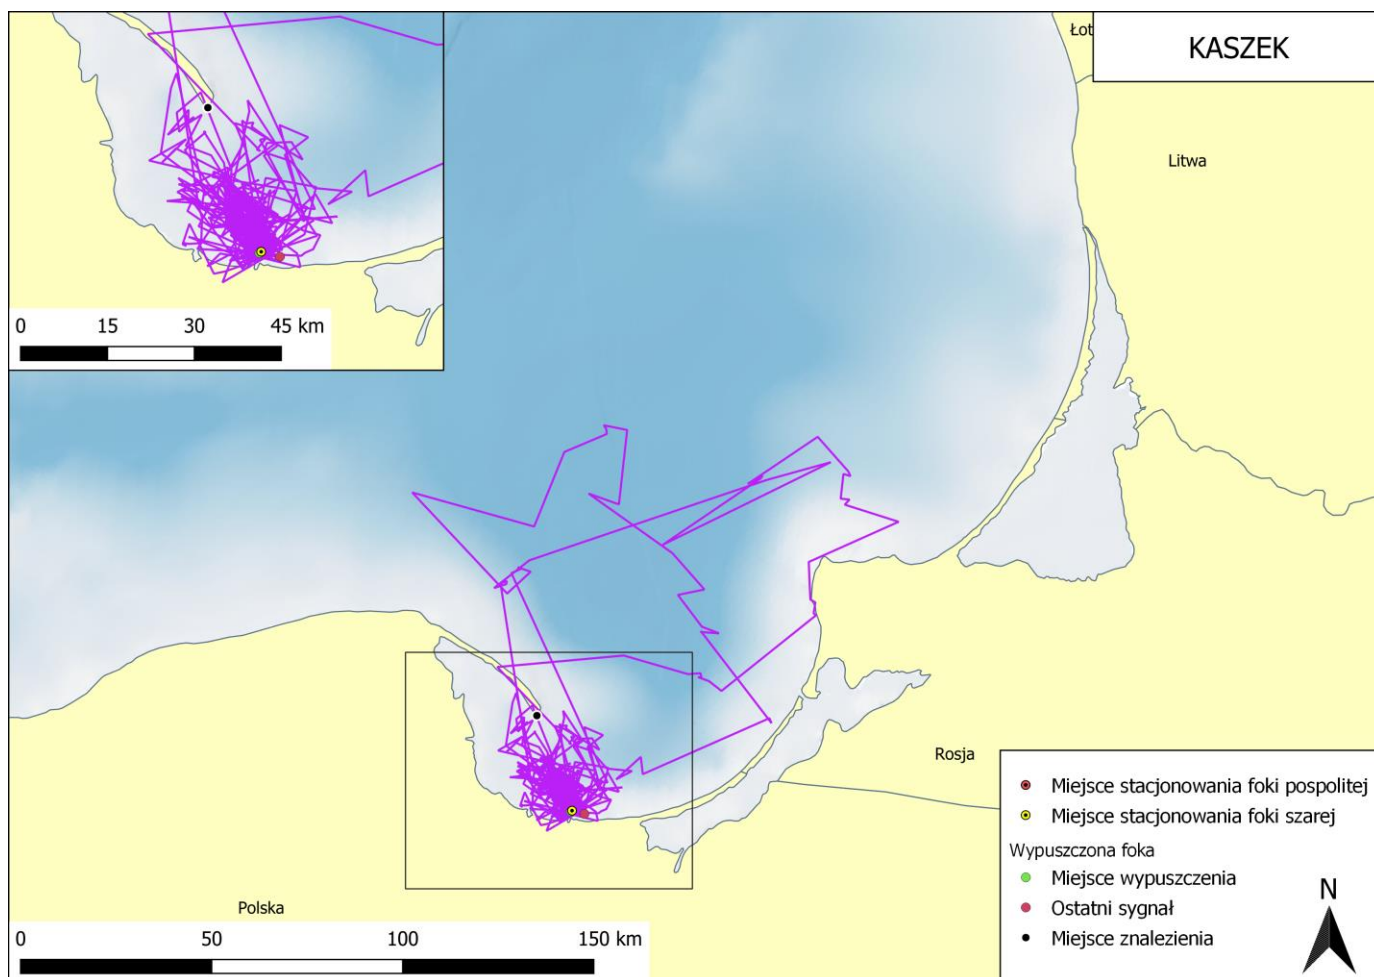 Łot
KASZEK
Litwa
0 15 30 45 km
Rosja
Miejsce stacjonowania foki pospolitej
Miejsce stacjonowania foki szarej
Wypuszczona foka
Miejsce wypuszczenia
Ostatni sygnał
Miejsce znalezienia
N
Polska
0 50 100 150 km